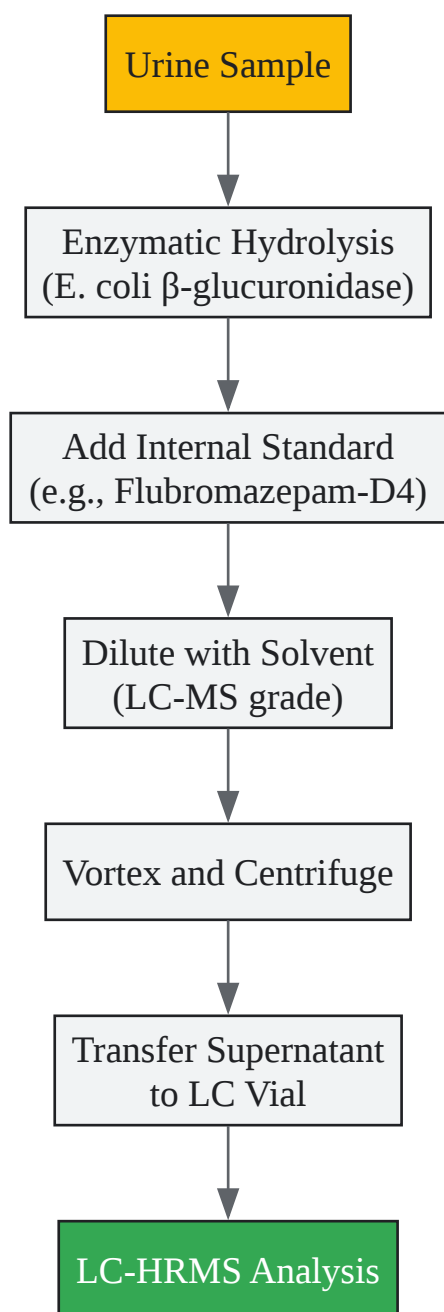 Urine Sample
Enzymatic Hydrolysis
(E. coli β-glucuronidase)
Add Internal Standard
(e.g., Flubromazepam-D4)
Dilute with Solvent
(LC-MS grade)
Vortex and Centrifuge
Transfer Supernatant
to LC Vial
LC-HRMS Analysis